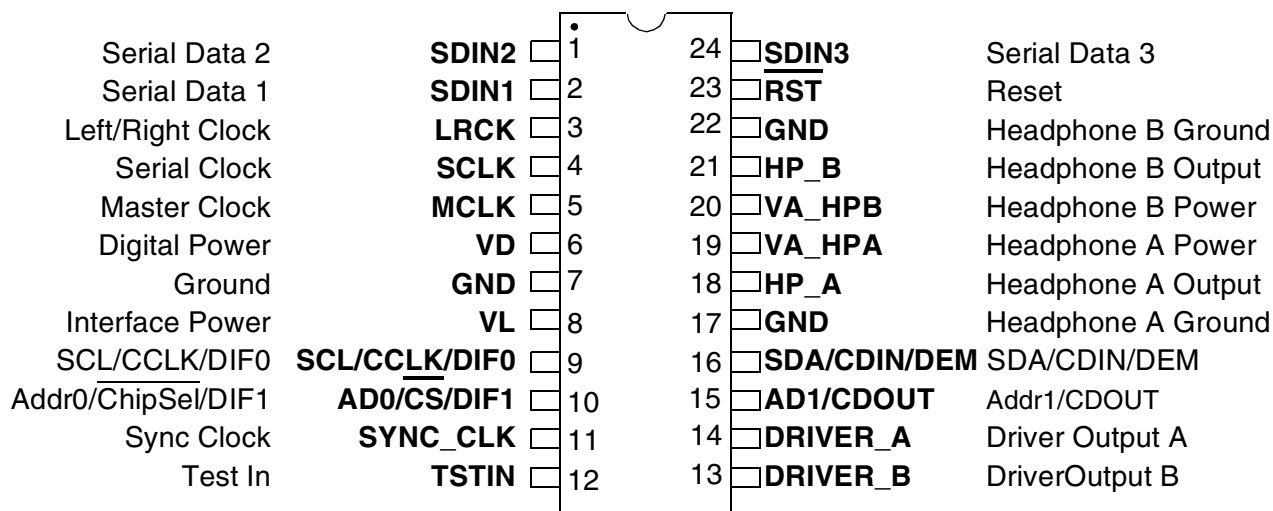 Serial Data 2 SDIN2 1 24 SDIN3 Serial Data 3
Serial Data 1 SDIN1 2 23 RST Reset
Left/Right Clock LRCK 3 22 GND Headphone B Ground
Serial Clock SCLK 4 21 HP_B Headphone B Output
Master Clock MCLK 5 20 VA_HPB Headphone B Power
Digital Power VD 6 19 VA_HPA Headphone A Power
Ground GND 7 18 HP_A Headphone A Output
Interface Power VL 8 17 GND Headphone A Ground
SCL/CCLK/DIF0 SCL/CCLK/DIF0 9 16 SDA/CDIN/DEM SDA/CDIN/DEM
Addr0/ChipSel/DIF1 AD0/CS/DIF1 10 15 AD1/CDOUT Addr1/CDOUT
Sync Clock SYNC_CLK 11 14 DRIVER_A Driver Output A
Test In TSTIN 12 13 DRIVER_B DriverOutput B